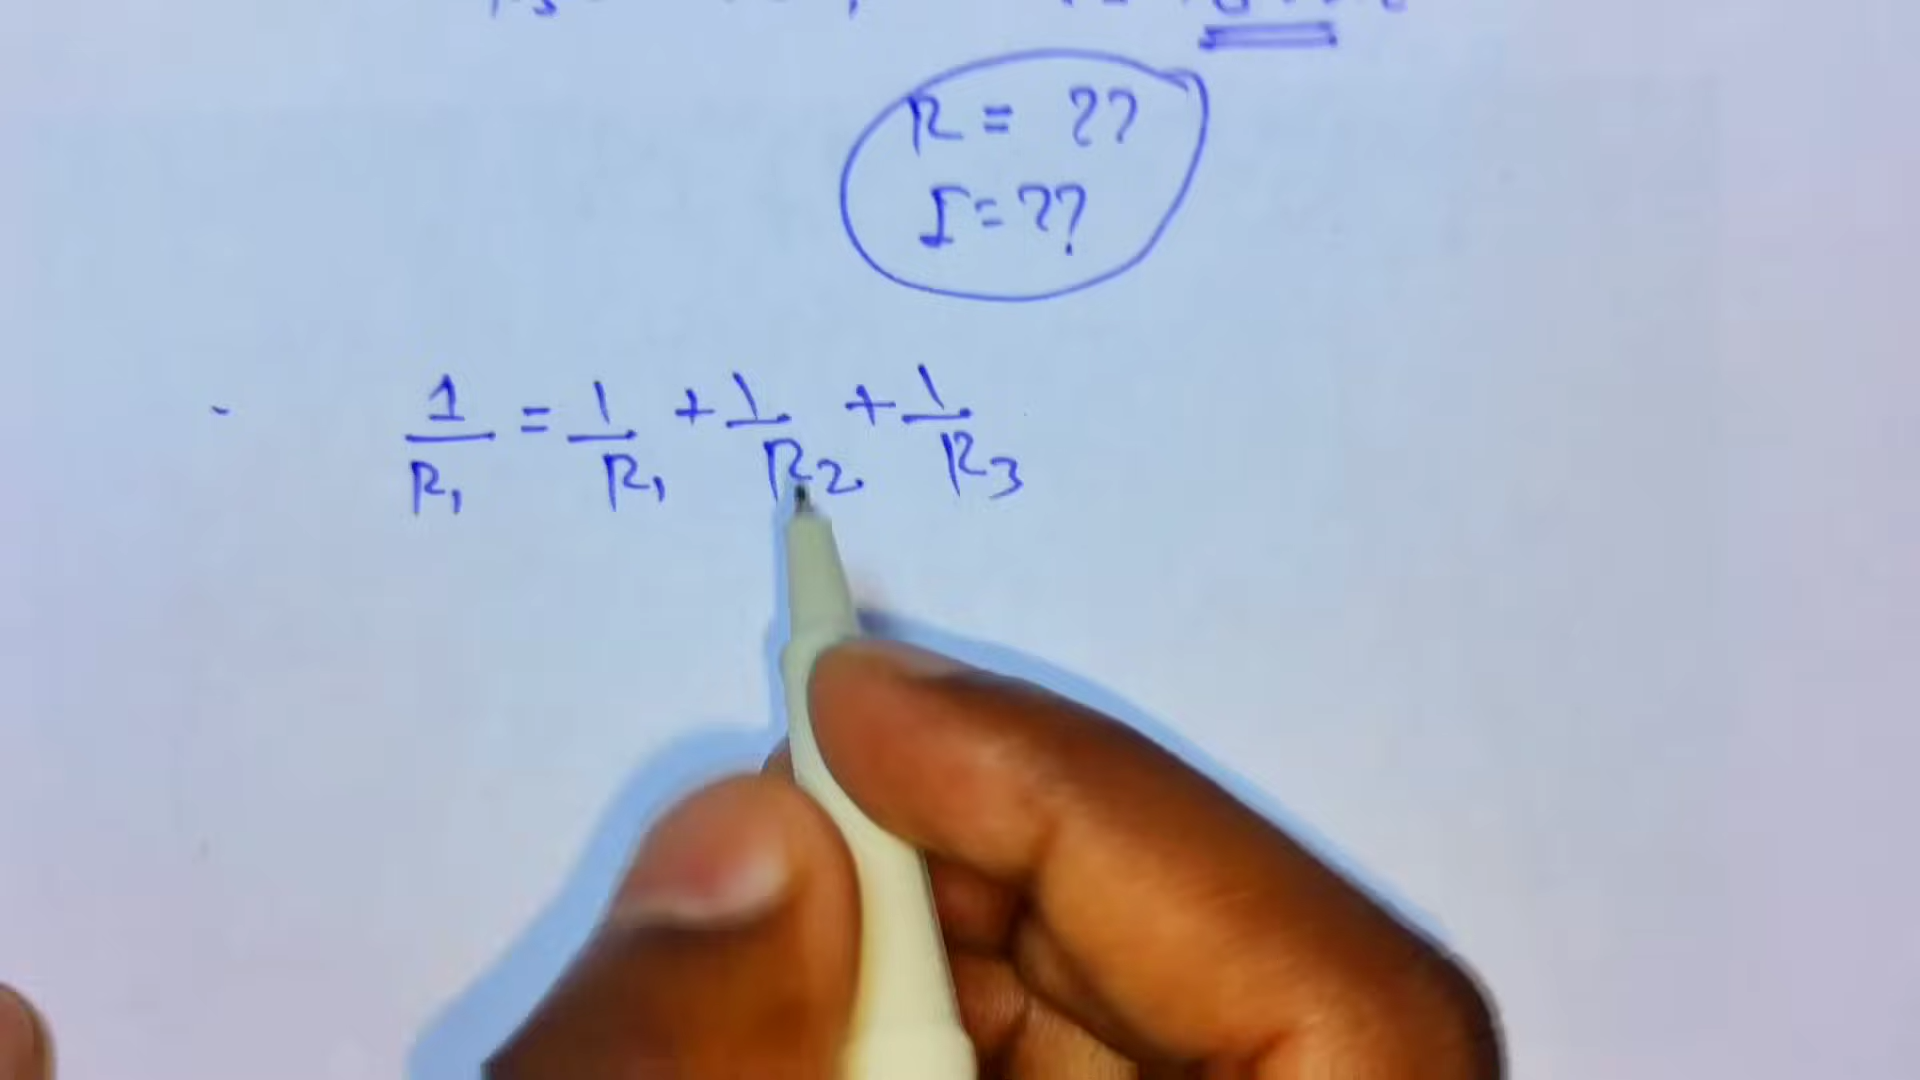 R = ??
I = ??
1/R₁ = 1/R₁ + 1/R₂ + 1/R₃